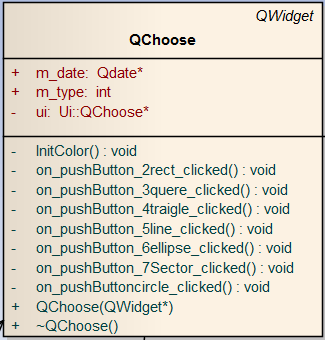 QWidget
QChoose
+ m_date: Qdate*
+ m_type: int
- ui: Ui::QChoose*
- InitColor() : void
- on_pushButton_2rect_clicked() : void
- on_pushButton_3quere_clicked() : void
- on_pushButton_4traigle_clicked() : void
- on_pushButton_5line_clicked() : void
- on_pushButton_6ellipse_clicked() : void
- on_pushButton_7Sector_clicked() : void
- on_pushButtoncircle_clicked() : void
+ QChoose(QWidget*)
+ ~QChoose()